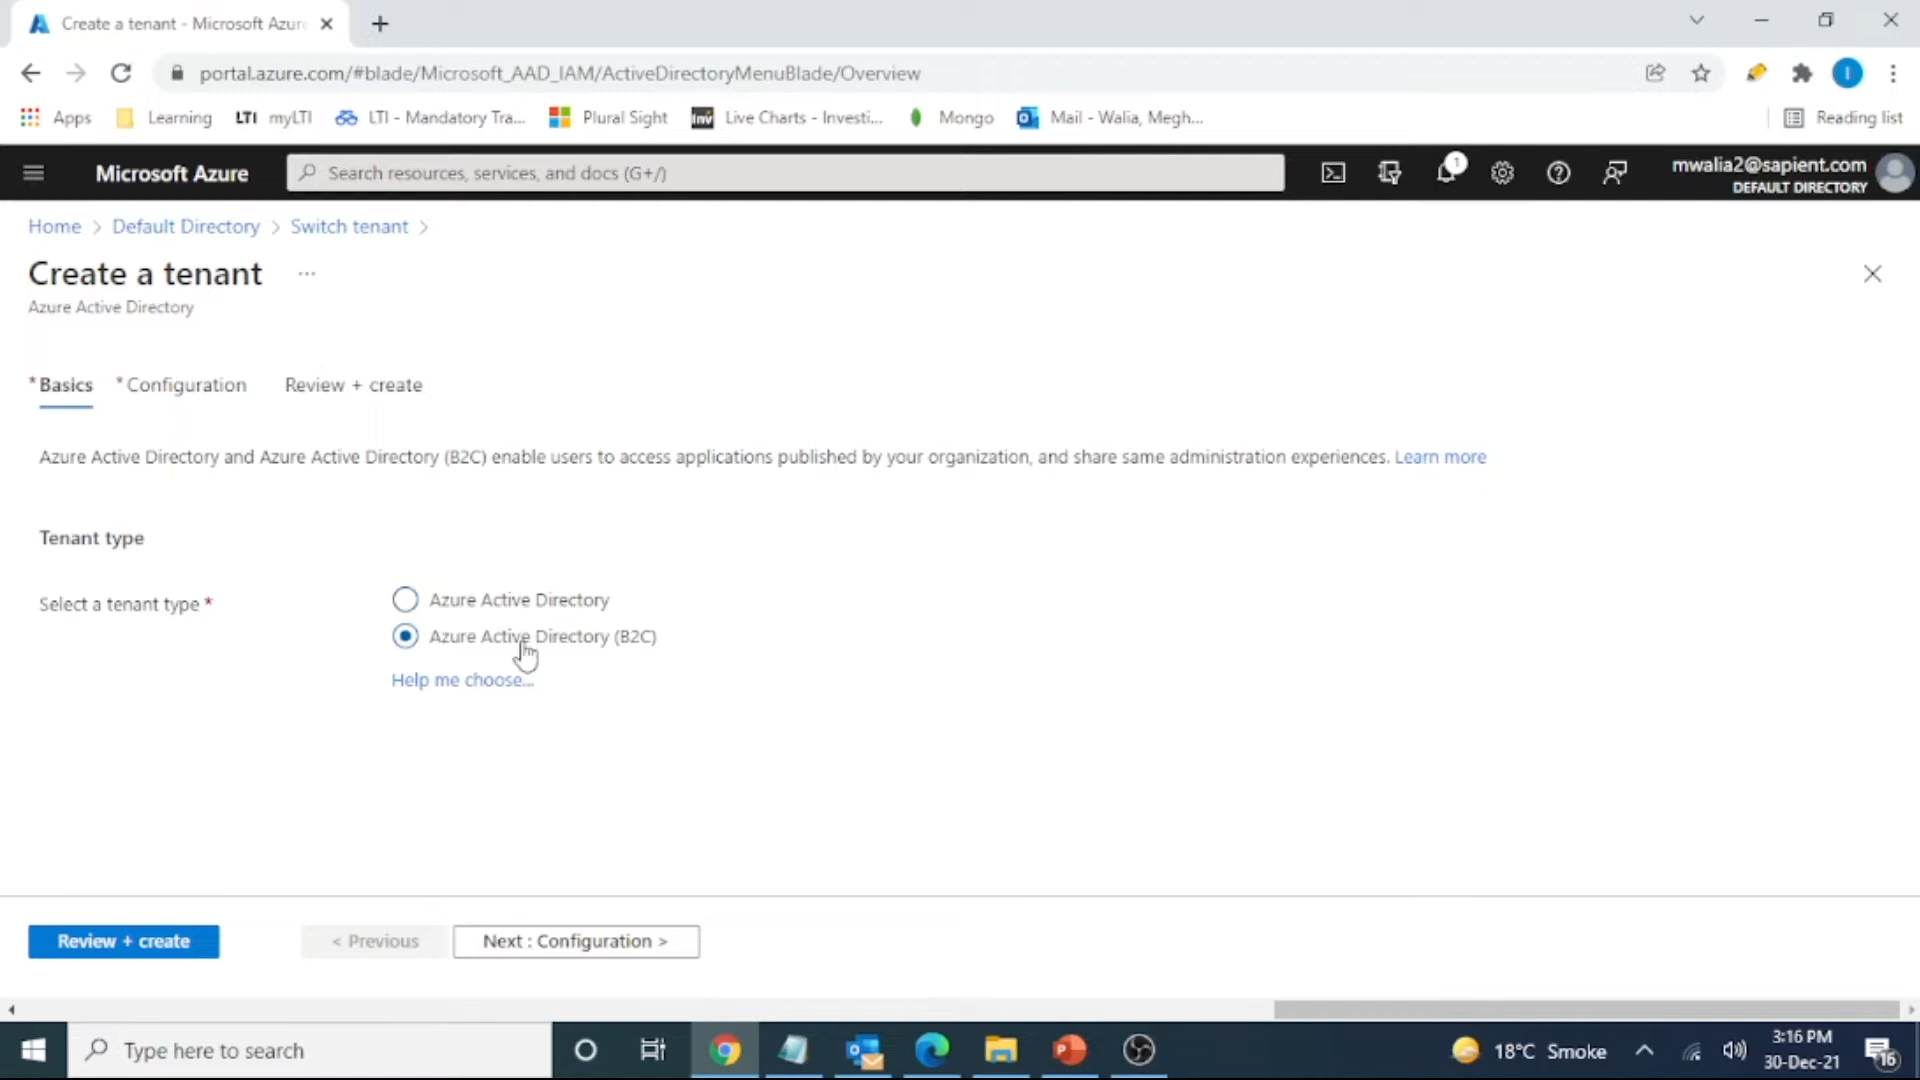 Create a tenant - Microsoft Azur
portal.azure.com/#blade/Microsoft_AAD_IAM/ActiveDirectoryMenuBlade/Overview
I
Apps
Learning
LTI myLTI
LTI - Mandatory Tra...
Plural Sight
Inv Live Charts - Investi...
Mongo
Mail - Walia, Megh...
Reading list
Microsoft Azure
Search resources, services, and docs (G+/)
1
mwalia2@sapient.com
DEFAULT DIRECTORY
Home > Default Directory > Switch tenant >
Create a tenant ...
Azure Active Directory
* Basics * Configuration Review + create
Azure Active Directory and Azure Active Directory (B2C) enable users to access applications published by your organization, and share same administration experiences. Learn more
Tenant type
Select a tenant type *
Azure Active Directory
Azure Active Directory (B2C)
Help me choose...
Review + create
< Previous
Next : Configuration >
Type here to search
18°C Smoke
3:16 PM
30-Dec-21
16